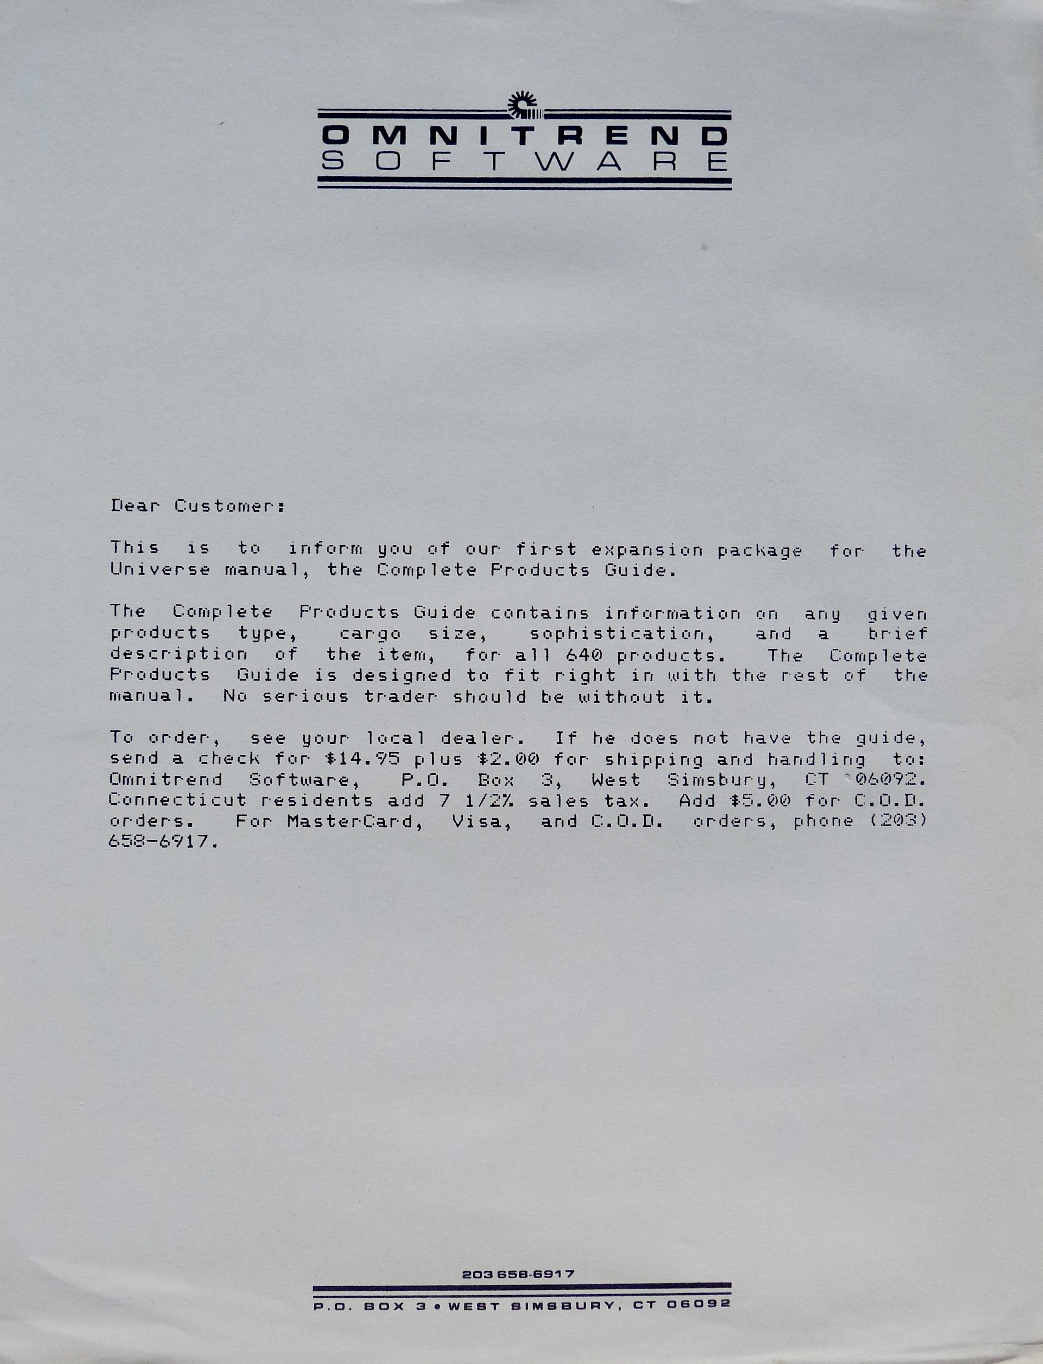 OMNITREND
SOFTWARE
Dear Customer:
This is to inform you of our first expansion package for the
Universe manual, the Complete Products Guide.
The Complete Products Guide contains information on any given
products type, cargo size, sophistication, and a brief
description of the item, for all 640 products. The Complete
Products Guide is designed to fit right in with the rest of the
manual. No serious trader should be without it.
To order, see your local dealer. If he does not have the guide,
send a check for $14.95 plus $2.00 for shipping and handling to:
Omnitrend Software, P.O. Box 3, West Simsbury, CT 06092.
Connecticut residents add 7 1/2% sales tax. Add $5.00 for C.O.D.
orders. For MasterCard, Visa, and C.O.D. orders, phone (203)
658-6917.
203 658-6917
P.O. BOX 3 • WEST SIMSBURY, CT 06092